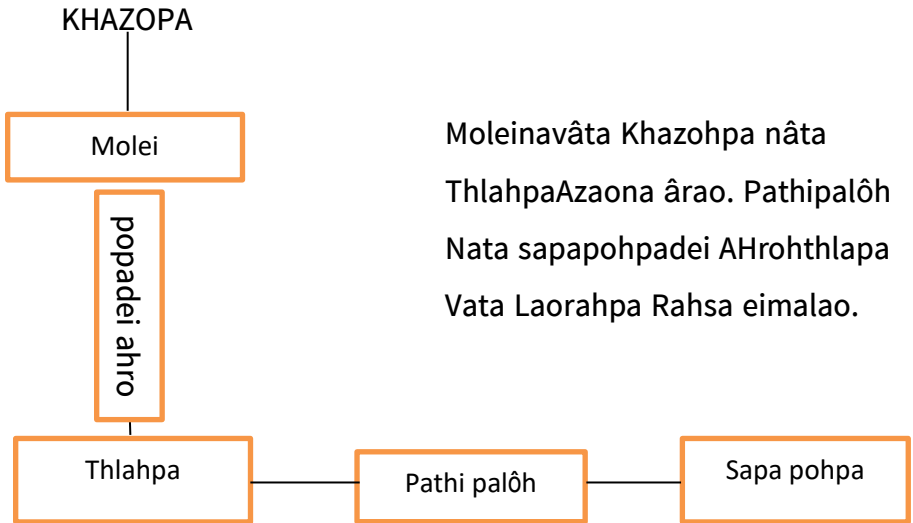 KHAZOPA
Molei
popadei ahro
Thlahpa
Pathi palôh
Sapa pohpa
Moleinavâta Khazohpa nâta
ThlahpaAzaona ârao. Pathipalôh
Nata sapapohpadei AHrohthlapa
Vata Laorahpa Rahsa eimalao.